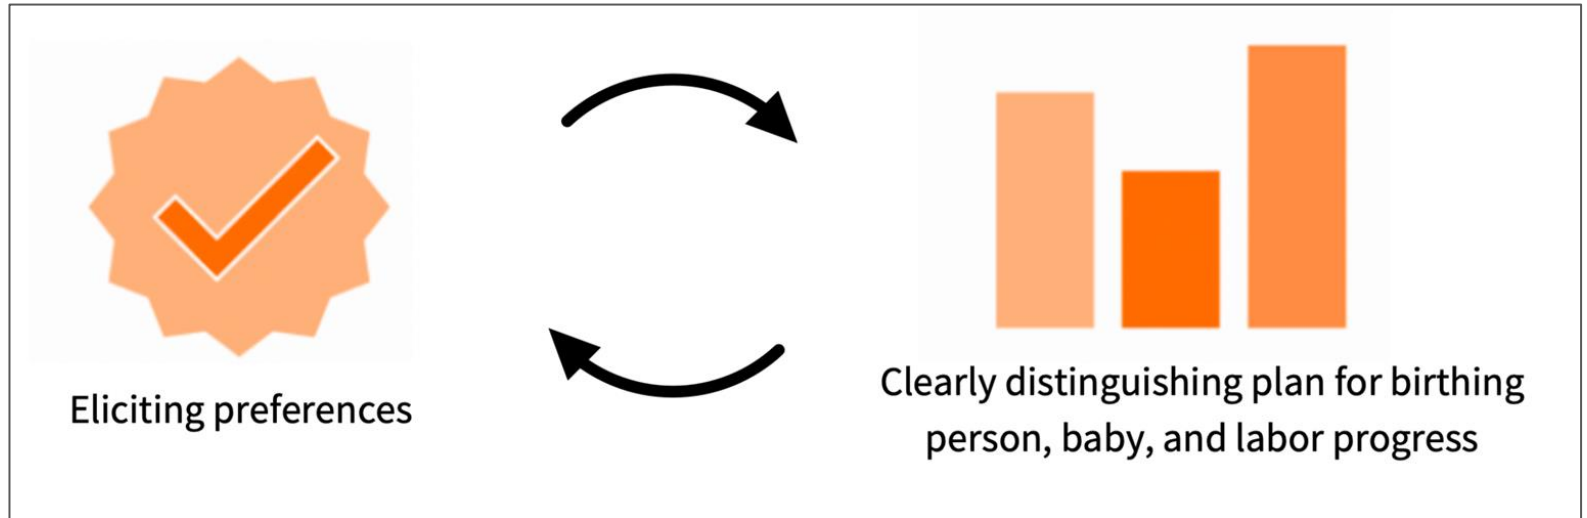 Eliciting preferences
Clearly distinguishing plan for birthing
person, baby, and labor progress